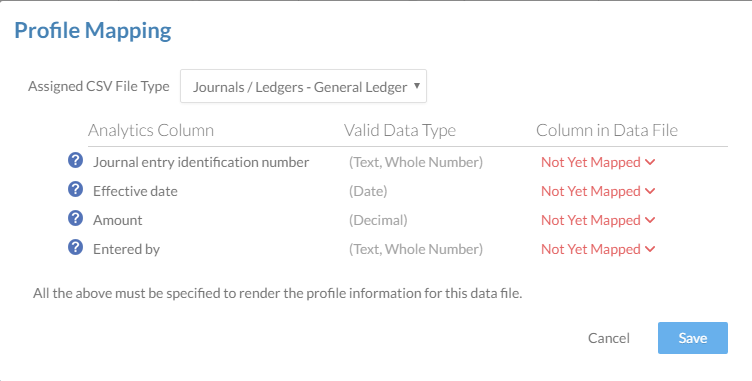 Profile Mapping
Assigned CSV File Type Journals / Ledgers - General Ledger
Analytics Column Valid Data Type Column in Data File
? Journal entry identification number (Text, Whole Number) Not Yet Mapped
? Effective date (Date) Not Yet Mapped
? Amount (Decimal) Not Yet Mapped
? Entered by (Text, Whole Number) Not Yet Mapped
All the above must be specified to render the profile information for this data file.
Cancel Save